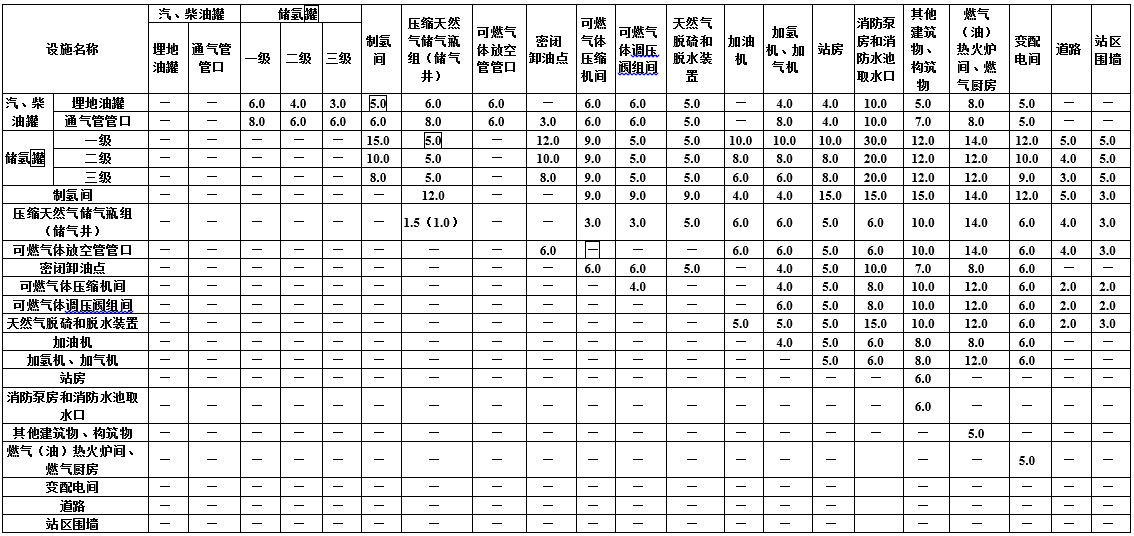 设施名称 汽、柴油罐 储氢罐 制氢间 压缩天然气储气瓶组（储气井） 可燃气体放空管管口 密闭卸油点 可燃气体压缩机间 可燃气体调压阀组间 天然气脱硫和脱水装置 加油机 加氢机、加气机 站房 消防泵房和消防水池取水口 其他建筑物、构筑物 燃气（油）热火炉间、燃气厨房 变配电间 道路 站区围墙
埋地油罐 通气管管口 一级 二级 三级
汽、柴油罐 埋地油罐 — — 6.0 4.0 3.0 5.0 6.0 6.0 — 6.0 6.0 5.0 — 4.0 4.0 10.0 5.0 8.0 5.0 — —
通气管管口 — — 8.0 6.0 6.0 6.0 8.0 6.0 3.0 6.0 6.0 5.0 — 8.0 4.0 10.0 7.0 8.0 5.0 — —
储氢罐 一级 — — — — — 15.0 5.0 — 12.0 9.0 5.0 5.0 10.0 10.0 10.0 30.0 12.0 14.0 12.0 5.0 5.0
二级 — — — — — 10.0 5.0 — 10.0 9.0 5.0 5.0 8.0 8.0 8.0 20.0 12.0 12.0 10.0 4.0 5.0
三级 — — — — — 8.0 5.0 — 8.0 9.0 5.0 5.0 6.0 6.0 8.0 20.0 12.0 12.0 9.0 3.0 5.0
制氢间 — — — — — — 12.0 — — 9.0 9.0 9.0 4.0 4.0 15.0 15.0 15.0 14.0 12.0 5.0 3.0
压缩天然气储气瓶组（储气井） — — — — — — 1.5（1.0） — — 3.0 3.0 5.0 6.0 6.0 5.0 6.0 10.0 14.0 6.0 4.0 3.0
可燃气体放空管管口 — — — — — — — — 6.0 — — — 6.0 6.0 5.0 6.0 10.0 14.0 6.0 4.0 3.0
密闭卸油点 — — — — — — — — — 6.0 6.0 5.0 — 4.0 5.0 10.0 7.0 8.0 6.0 — —
可燃气体压缩机间 — — — — — — — — — — 4.0 — — 4.0 5.0 8.0 10.0 12.0 6.0 2.0 2.0
可燃气体调压阀组间 — — — — — — — — — — — — — 6.0 5.0 8.0 10.0 12.0 6.0 2.0 2.0
天然气脱硫和脱水装置 — — — — — — — — — — — — 5.0 5.0 5.0 15.0 10.0 12.0 6.0 2.0 3.0
加油机 — — — — — — — — — — — — — 4.0 5.0 6.0 8.0 8.0 6.0 — —
加氢机、加气机 — — — — — — — — — — — — — — 5.0 6.0 8.0 12.0 6.0 — —
站房 — — — — — — — — — — — — — — — — 6.0 — — — —
消防泵房和消防水池取水口 — — — — — — — — — — — — — — — 6.0 — — — —
其他建筑物、构筑物 — — — — — — — — — — — — — — — — — 5.0 — — —
燃气（油）热火炉间、燃气厨房 — — — — — — — — — — — — — — — — — 5.0 — —
变配电间 — — — — — — — — — — — — — — — — — — — —
道路 — — — — — — — — — — — — — — — — — — — —
站区围墙 — — — — — — — — — — — — — — — — — — — —